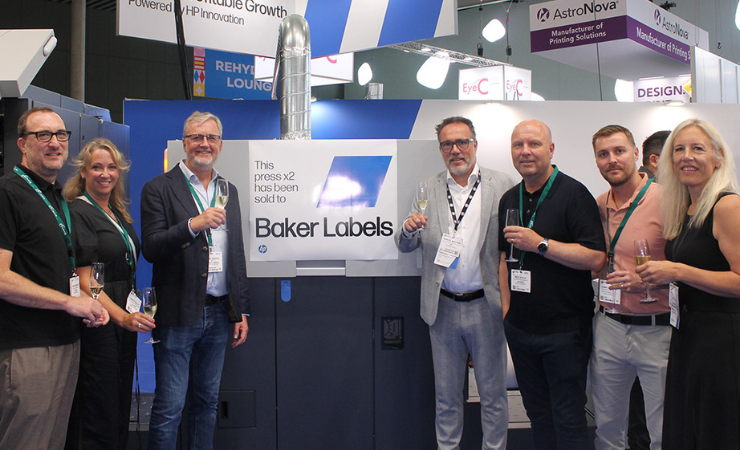 Profitable Growth
Powered by HP Innovation
REHYD
LOUNG
EyeC
EyeC
AstroNova
Manufacturer of
Printing Solutions
AstroNova
Manufacturer of
DESIGN
This
press x2
has been
sold to
Baker Labels
hp